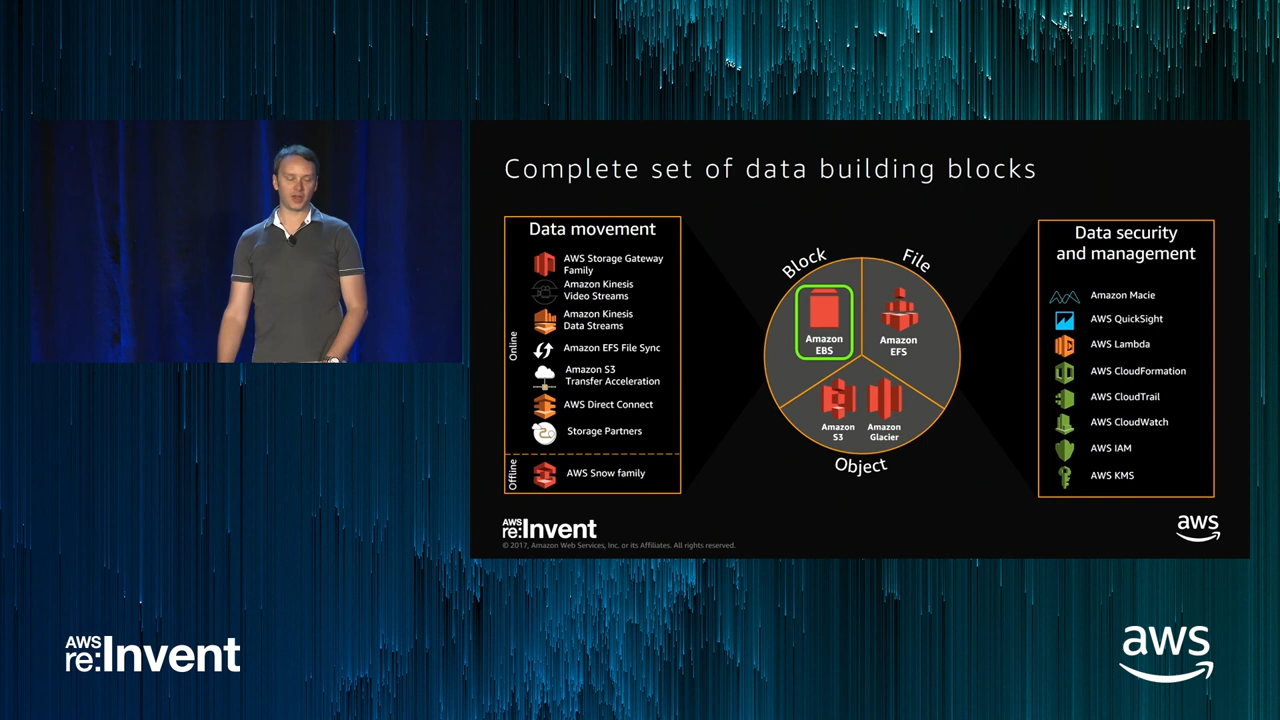 Complete set of data building blocks
Data movement
Online
AWS Storage Gateway
Family
Amazon Kinesis
Video Streams
Amazon Kinesis
Data Streams
Amazon EFS File Sync
Amazon S3
Transfer Acceleration
AWS Direct Connect
Storage Partners
Offline
AWS Snow family
Block
File
Amazon
EBS
Amazon
EFS
Amazon
S3
Amazon
Glacier
Object
Data security
and management
Amazon Macie
AWS QuickSight
AWS Lambda
AWS CloudFormation
AWS CloudTrail
AWS CloudWatch
AWS IAM
AWS KMS
AWS
re:Invent
© 2017, Amazon Web Services, Inc. or its Affiliates. All rights reserved.
aws
AWS
re:Invent
aws